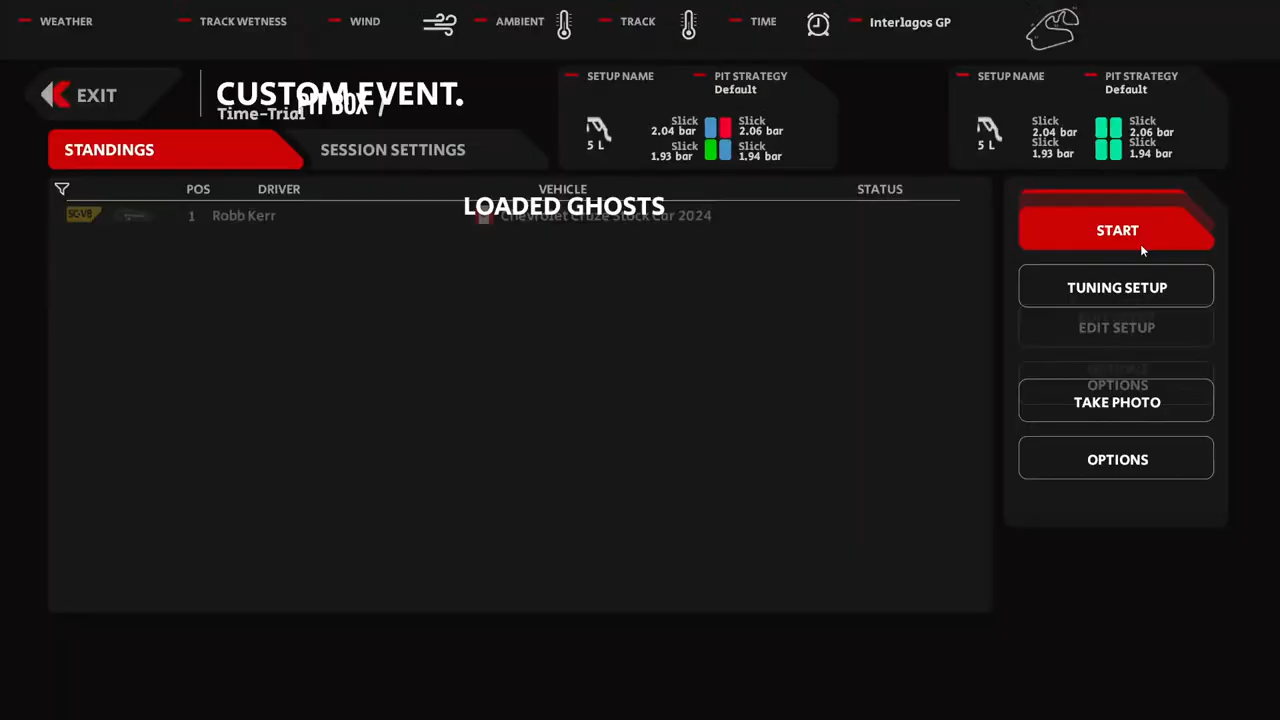 WEATHER
TRACK WETNESS
WIND
AMBIENT
TRACK
TIME
Interlagos GP
EXIT
CUSTOM EVENT.
Time-Trial
PIT BOX /
SETUP NAME
PIT STRATEGY
Default
5 L
Slick
2.04 bar
Slick
1.93 bar
Slick
2.06 bar
Slick
1.94 bar
SETUP NAME
PIT STRATEGY
Default
5 L
Slick
2.04 bar
Slick
1.93 bar
Slick
2.06 bar
Slick
1.94 bar
STANDINGS
SESSION SETTINGS
POS
DRIVER
VEHICLE
STATUS
LOADED GHOSTS
SC-V8
1
Robb Kerr
Chevrolet Cruze Stock Car 2024
START
TUNING SETUP
EDIT SETUP
OPTIONS
TAKE PHOTO
OPTIONS